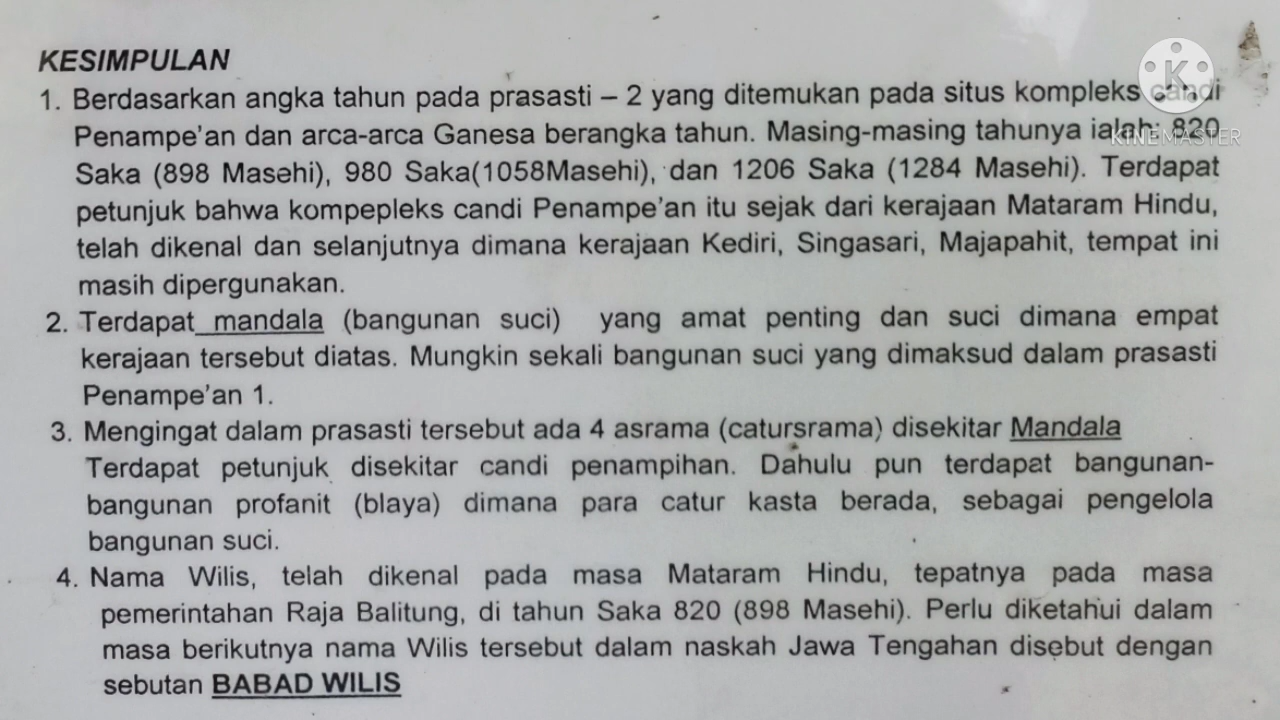 KESIMPULAN
1. Berdasarkan angka tahun pada prasasti – 2 yang ditemukan pada situs kompleks candi
Penampe'an dan arca-arca Ganesa berangka tahun. Masing-masing tahunya ialah: 820
Saka (898 Masehi), 980 Saka(1058Masehi), dan 1206 Saka (1284 Masehi). Terdapat
petunjuk bahwa kompepleks candi Penampe'an itu sejak dari kerajaan Mataram Hindu,
telah dikenal dan selanjutnya dimana kerajaan Kediri, Singasari, Majapahit, tempat ini
masih dipergunakan.
2. Terdapat mandala (bangunan suci) yang amat penting dan suci dimana empat
kerajaan tersebut diatas. Mungkin sekali bangunan suci yang dimaksud dalam prasasti
Penampe'an 1.
3. Mengingat dalam prasasti tersebut ada 4 asrama (catursrama) disekitar Mandala
Terdapat petunjuk disekitar candi penampihan. Dahulu pun terdapat bangunan-
bangunan profanit (blaya) dimana para catur kasta berada, sebagai pengelola
bangunan suci.
4. Nama Wilis, telah dikenal pada masa Mataram Hindu, tepatnya pada masa
pemerintahan Raja Balitung, di tahun Saka 820 (898 Masehi). Perlu diketahui dalam
masa berikutnya nama Wilis tersebut dalam naskah Jawa Tengahan disebut dengan
sebutan BABAD WILIS
K
KINEMASTER